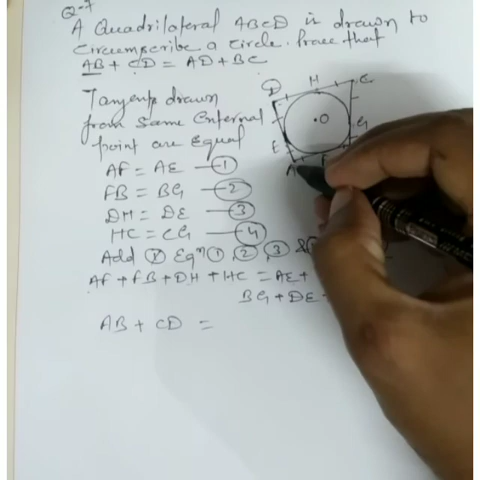 Q-7
A Quadrilateral ABCD is drawn to
circumscribe a circle. Prove that
AB + CD = AD + BC
Tangents drawn
from same external
point are equal
AF = AE —①
FB = BG —②
DH = DE —③
HC = CG —④
Add Eqn ①, ②, ③ &
AF + FB + DH + HC = AE +
BG + DE +
AB + CD =
D H C
O
G
E
A F